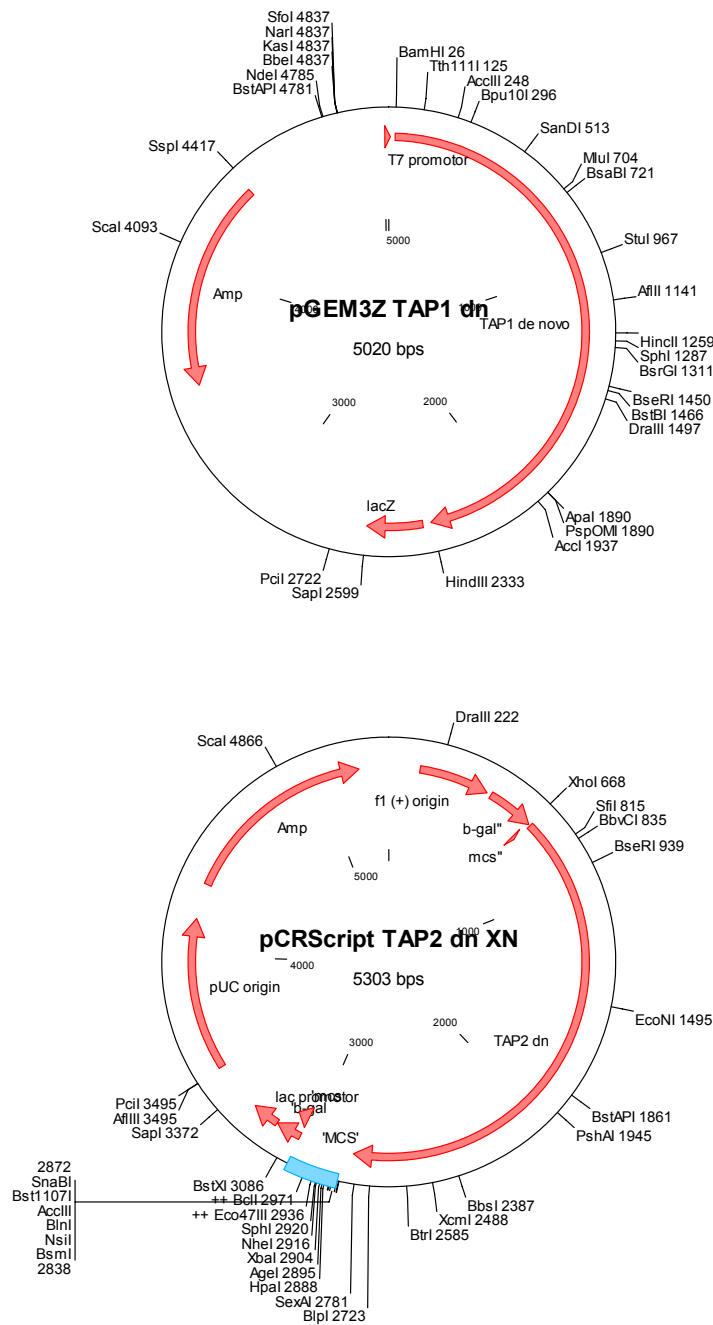 SfoI 4837
NarI 4837
KasI 4837
BbeI 4837
NdeI 4785
BstAPI 4781
SspI 4417
ScaI 4093
BamHI 26
Tth111I 125
AccIII 248
Bpu10I 296
SanDI 513
MluI 704
BsaBI 721
StuI 967
AflII 1141
HincII 1259
SphI 1287
BsrGI 1311
BseRI 1450
BstBI 1466
DraIII 1497
ApaI 1890
PspOMI 1890
AccI 1937
HindIII 2333
SapI 2599
PciI 2722
T7 promotor
5000
Amp
4000
1000
pGEM3Z TAP1 dn
TAP1 de novo
5020 bps
3000
2000
lacZ
ScaI 4866
DraIII 222
XhoI 668
SfiI 815
BbvCI 835
BseRI 939
EcoNI 1495
BstAPI 1861
PshAI 1945
BbsI 2387
XcmI 2488
BtrI 2585
f1 (+) origin
Amp
b-gal"
mcs"
5000
1000
pCRScript TAP2 dn XN
4000
5303 bps
pUC origin
2000
TAP2 dn
3000
'mcs
lac promotor
'b-gal
'MCS'
PciI 3495
AflIII 3495
SapI 3372
2872
SnaBI
Bst1107I
AccIII
BlnI
NsiI
BsmI
2838
BstXI 3086
++ BclI 2971
++ Eco47III 2936
SphI 2920
NheI 2916
XbaI 2904
AgeI 2895
HpaI 2888
SexAI 2781
BlpI 2723